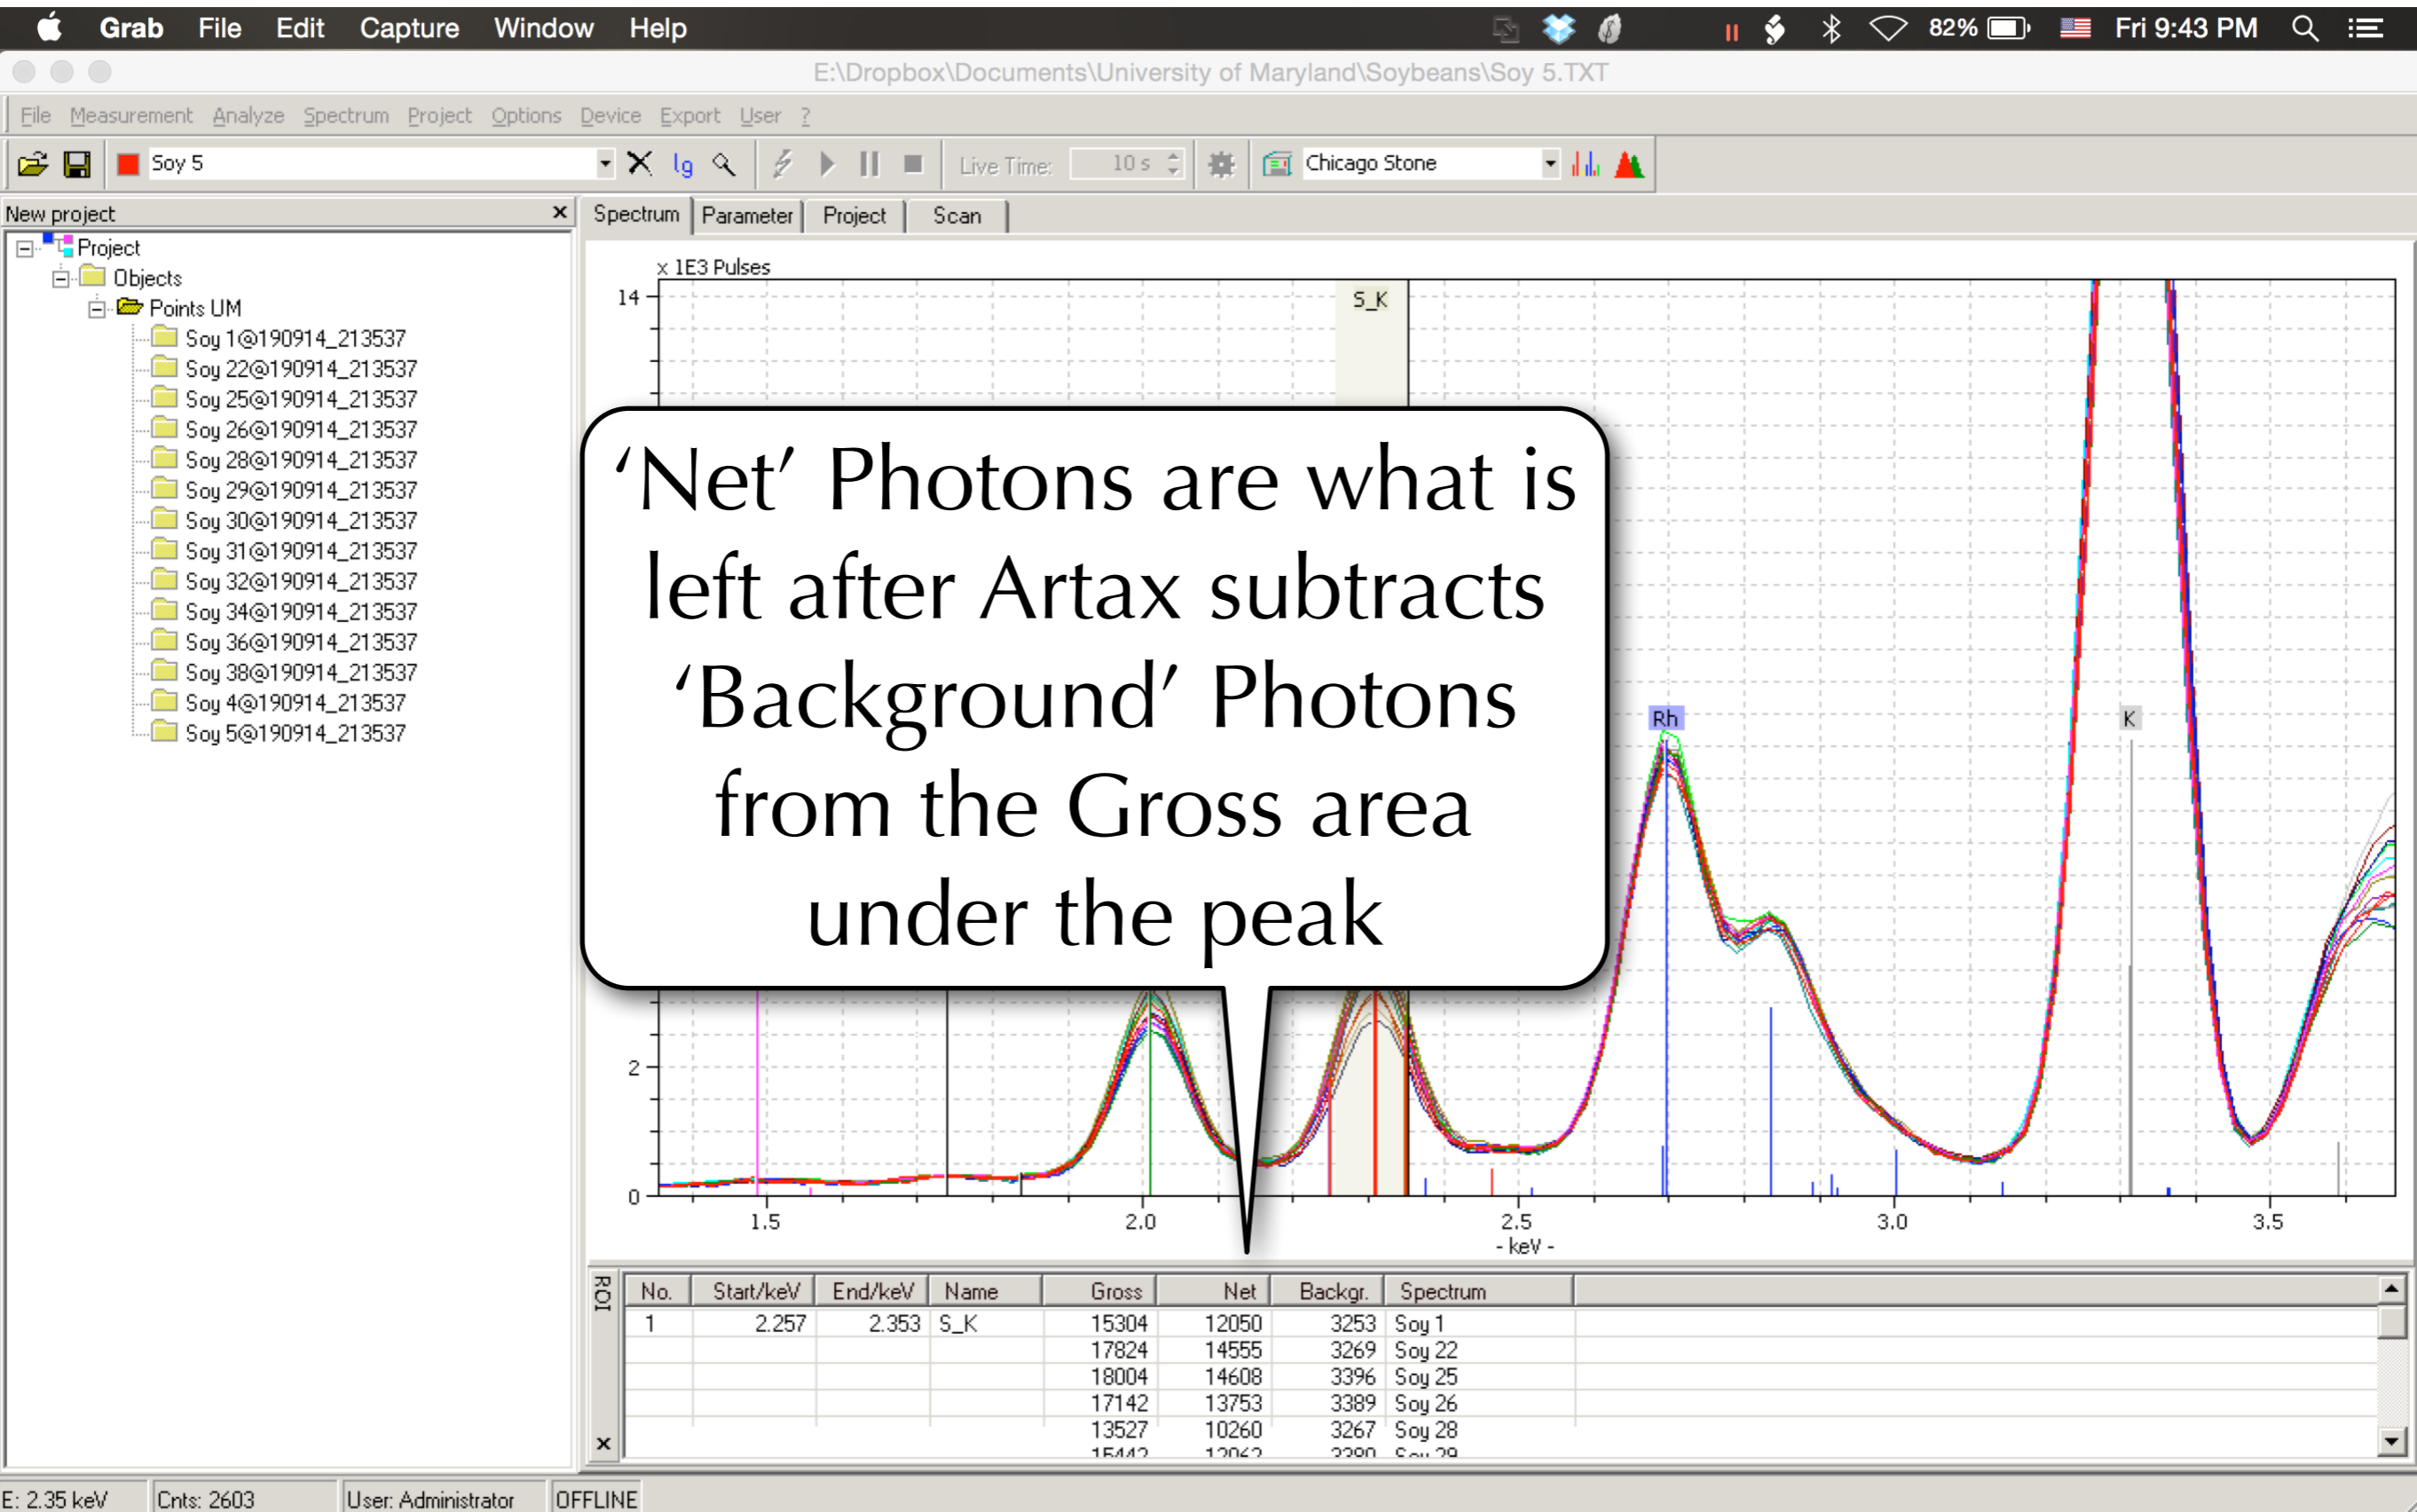 Grab File Edit Capture Window Help 82% Fri 9:43 PM
E:\Dropbox\Documents\University of Maryland\Soybeans\Soy 5.TXT
File Measurement Analyze Spectrum Project Options Device Export User ?
Soy 5 lg Live Time: 10 s Chicago Stone
New project
Spectrum Parameter Project Scan
Project
Objects
Points UM
Soy 1@190914_213537
Soy 22@190914_213537
Soy 25@190914_213537
Soy 26@190914_213537
Soy 28@190914_213537
Soy 29@190914_213537
Soy 30@190914_213537
Soy 31@190914_213537
Soy 32@190914_213537
Soy 34@190914_213537
Soy 36@190914_213537
Soy 38@190914_213537
Soy 4@190914_213537
Soy 5@190914_213537
x 1E3 Pulses
14
S_K
‘Net’ Photons are what is
left after Artax subtracts
‘Background’ Photons
from the Gross area
under the peak
Rh
K
2
0
1.5 2.0 2.5 3.0 3.5
- keV -
ROI
No. Start/keV End/keV Name Gross Net Backgr. Spectrum
1 2.257 2.353 S_K 15304 12050 3253 Soy 1
17824 14555 3269 Soy 22
18004 14608 3396 Soy 25
17142 13753 3389 Soy 26
13527 10260 3267 Soy 28
15442 12062 3380 Soy 29
E: 2.35 keV Cnts: 2603 User: Administrator OFFLINE